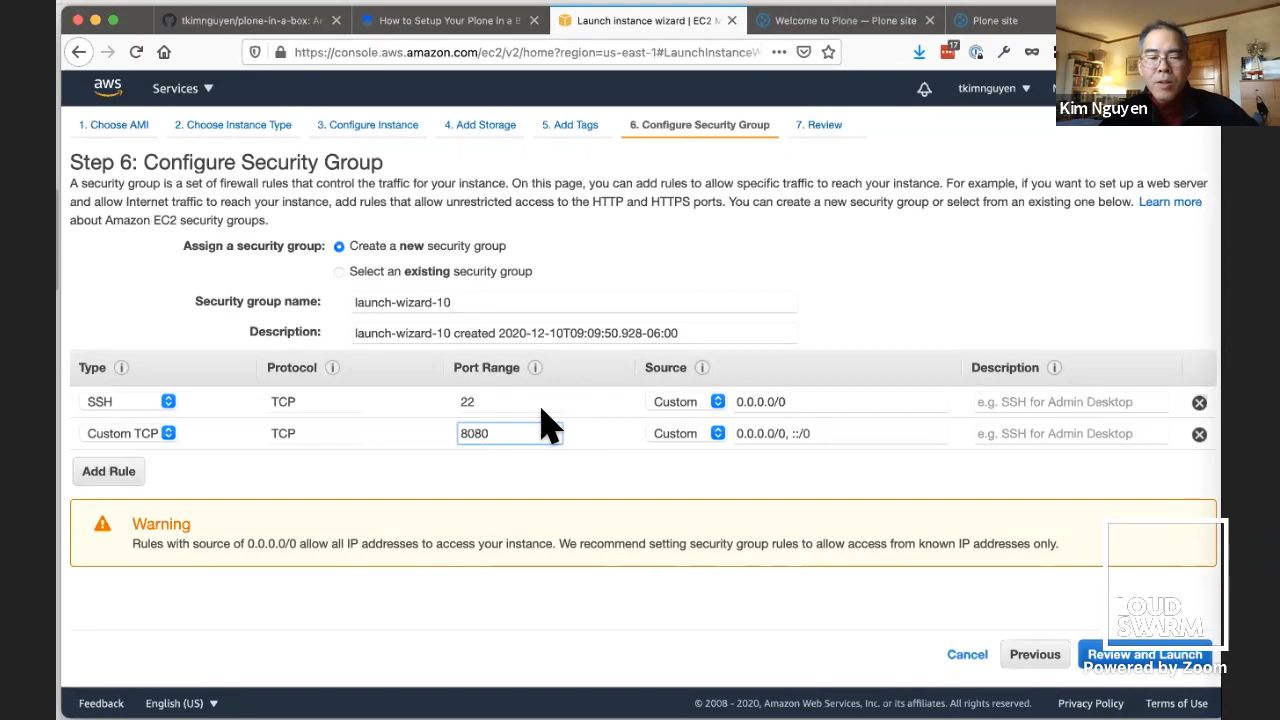 tkimnguyen/plone-in-a-box: A
How to Setup Your Plone in a B
Launch instance wizard | EC2 M
Welcome to Plone — Plone site
Plone site
https://console.aws.amazon.com/ec2/v2/home?region=us-east-1#LaunchInstanceW
17
aws
Services
tkimnguyen
Kim Nguyen
1. Choose AMI
2. Choose Instance Type
3. Configure Instance
4. Add Storage
5. Add Tags
6. Configure Security Group
7. Review
Step 6: Configure Security Group
A security group is a set of firewall rules that control the traffic for your instance. On this page, you can add rules to allow specific traffic to reach your instance. For example, if you want to set up a web server
and allow Internet traffic to reach your instance, add rules that allow unrestricted access to the HTTP and HTTPS ports. You can create a new security group or select from an existing one below. Learn more
about Amazon EC2 security groups.
Assign a security group: Create a new security group
Select an existing security group
Security group name: launch-wizard-10
Description: launch-wizard-10 created 2020-12-10T09:09:50.928-06:00
Type Protocol Port Range Source Description
SSH TCP 22 Custom 0.0.0.0/0 e.g. SSH for Admin Desktop
Custom TCP TCP 8080 Custom 0.0.0.0/0, ::/0 e.g. SSH for Admin Desktop
Add Rule
Warning
Rules with source of 0.0.0.0/0 allow all IP addresses to access your instance. We recommend setting security group rules to allow access from known IP addresses only.
LOUD
SWARM
Cancel Previous Review and Launch
Powered by Zoom
Feedback English (US) © 2008 - 2020, Amazon Web Services, Inc. or its affiliates. All rights reserved. Privacy Policy Terms of Use